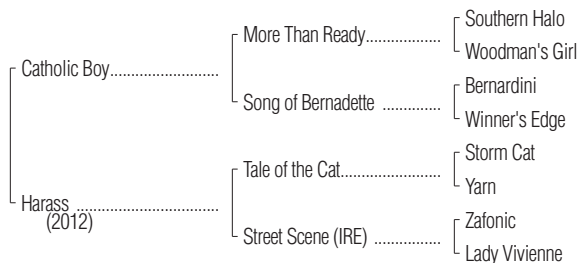 Southern Halo
More Than Ready..................
Woodman's Girl
Catholic Boy..........................
Bernardini
Song of Bernadette ..............
Winner's Edge
Storm Cat
Tale of the Cat.......................
Yarn
Harass ..................................
(2012)
Zafonic
Street Scene (IRE) ................
Lady Vivienne